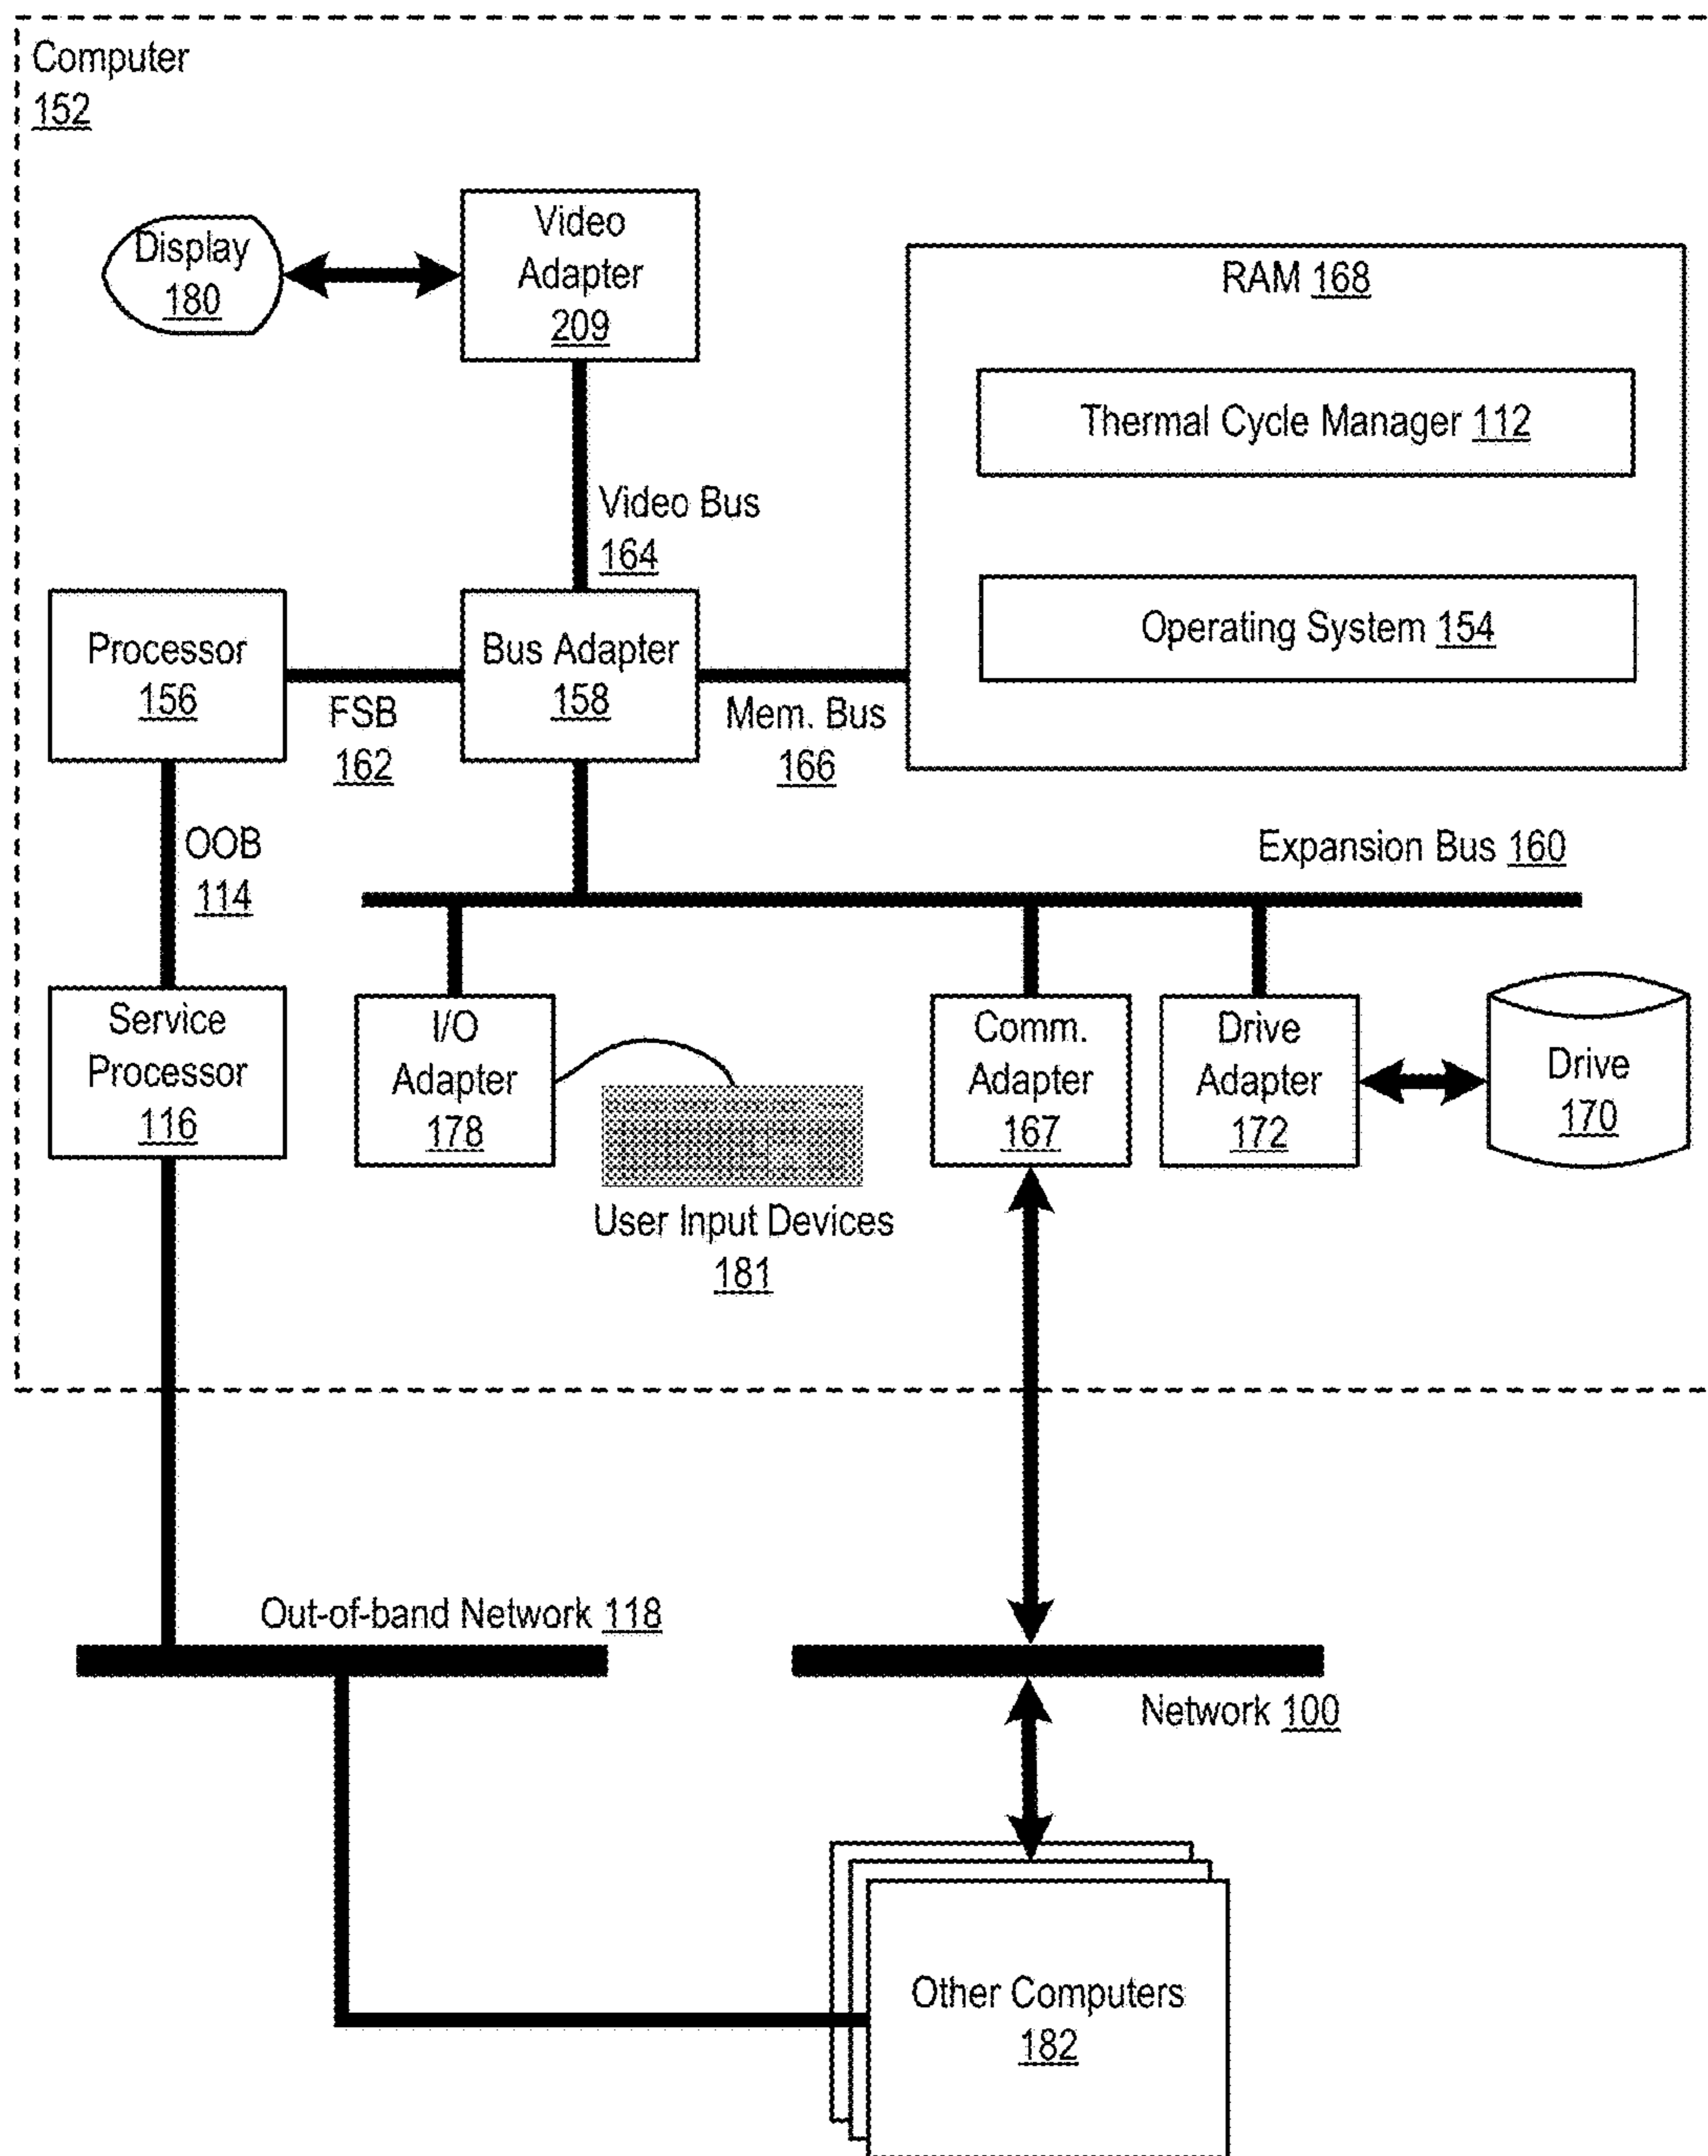 Computer
152
Display
180
Video
Adapter
209
RAM 168
Thermal Cycle Manager 112
Video Bus
164
Operating System 154
Processor
156
FSB
162
Bus Adapter
158
Mem. Bus
166
OOB
114
Expansion Bus 160
Service
Processor
116
I/O
Adapter
178
User Input Devices
181
Comm.
Adapter
167
Drive
Adapter
172
Drive
170
Out-of-band Network 118
Network 100
Other Computers
182